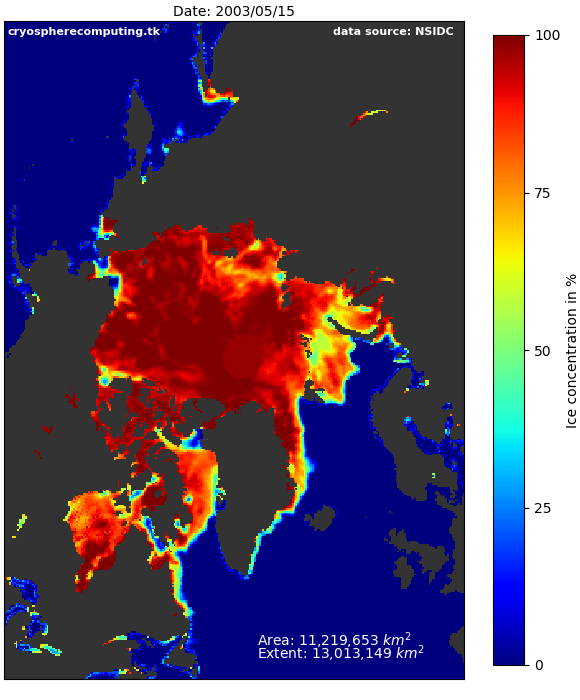 Date: 2003/05/15
cryospherecomputing.tk
data source: NSIDC
Area: 11,219,653 km²
Extent: 13,013,149 km²
100
75
50
25
0
Ice concentration in %